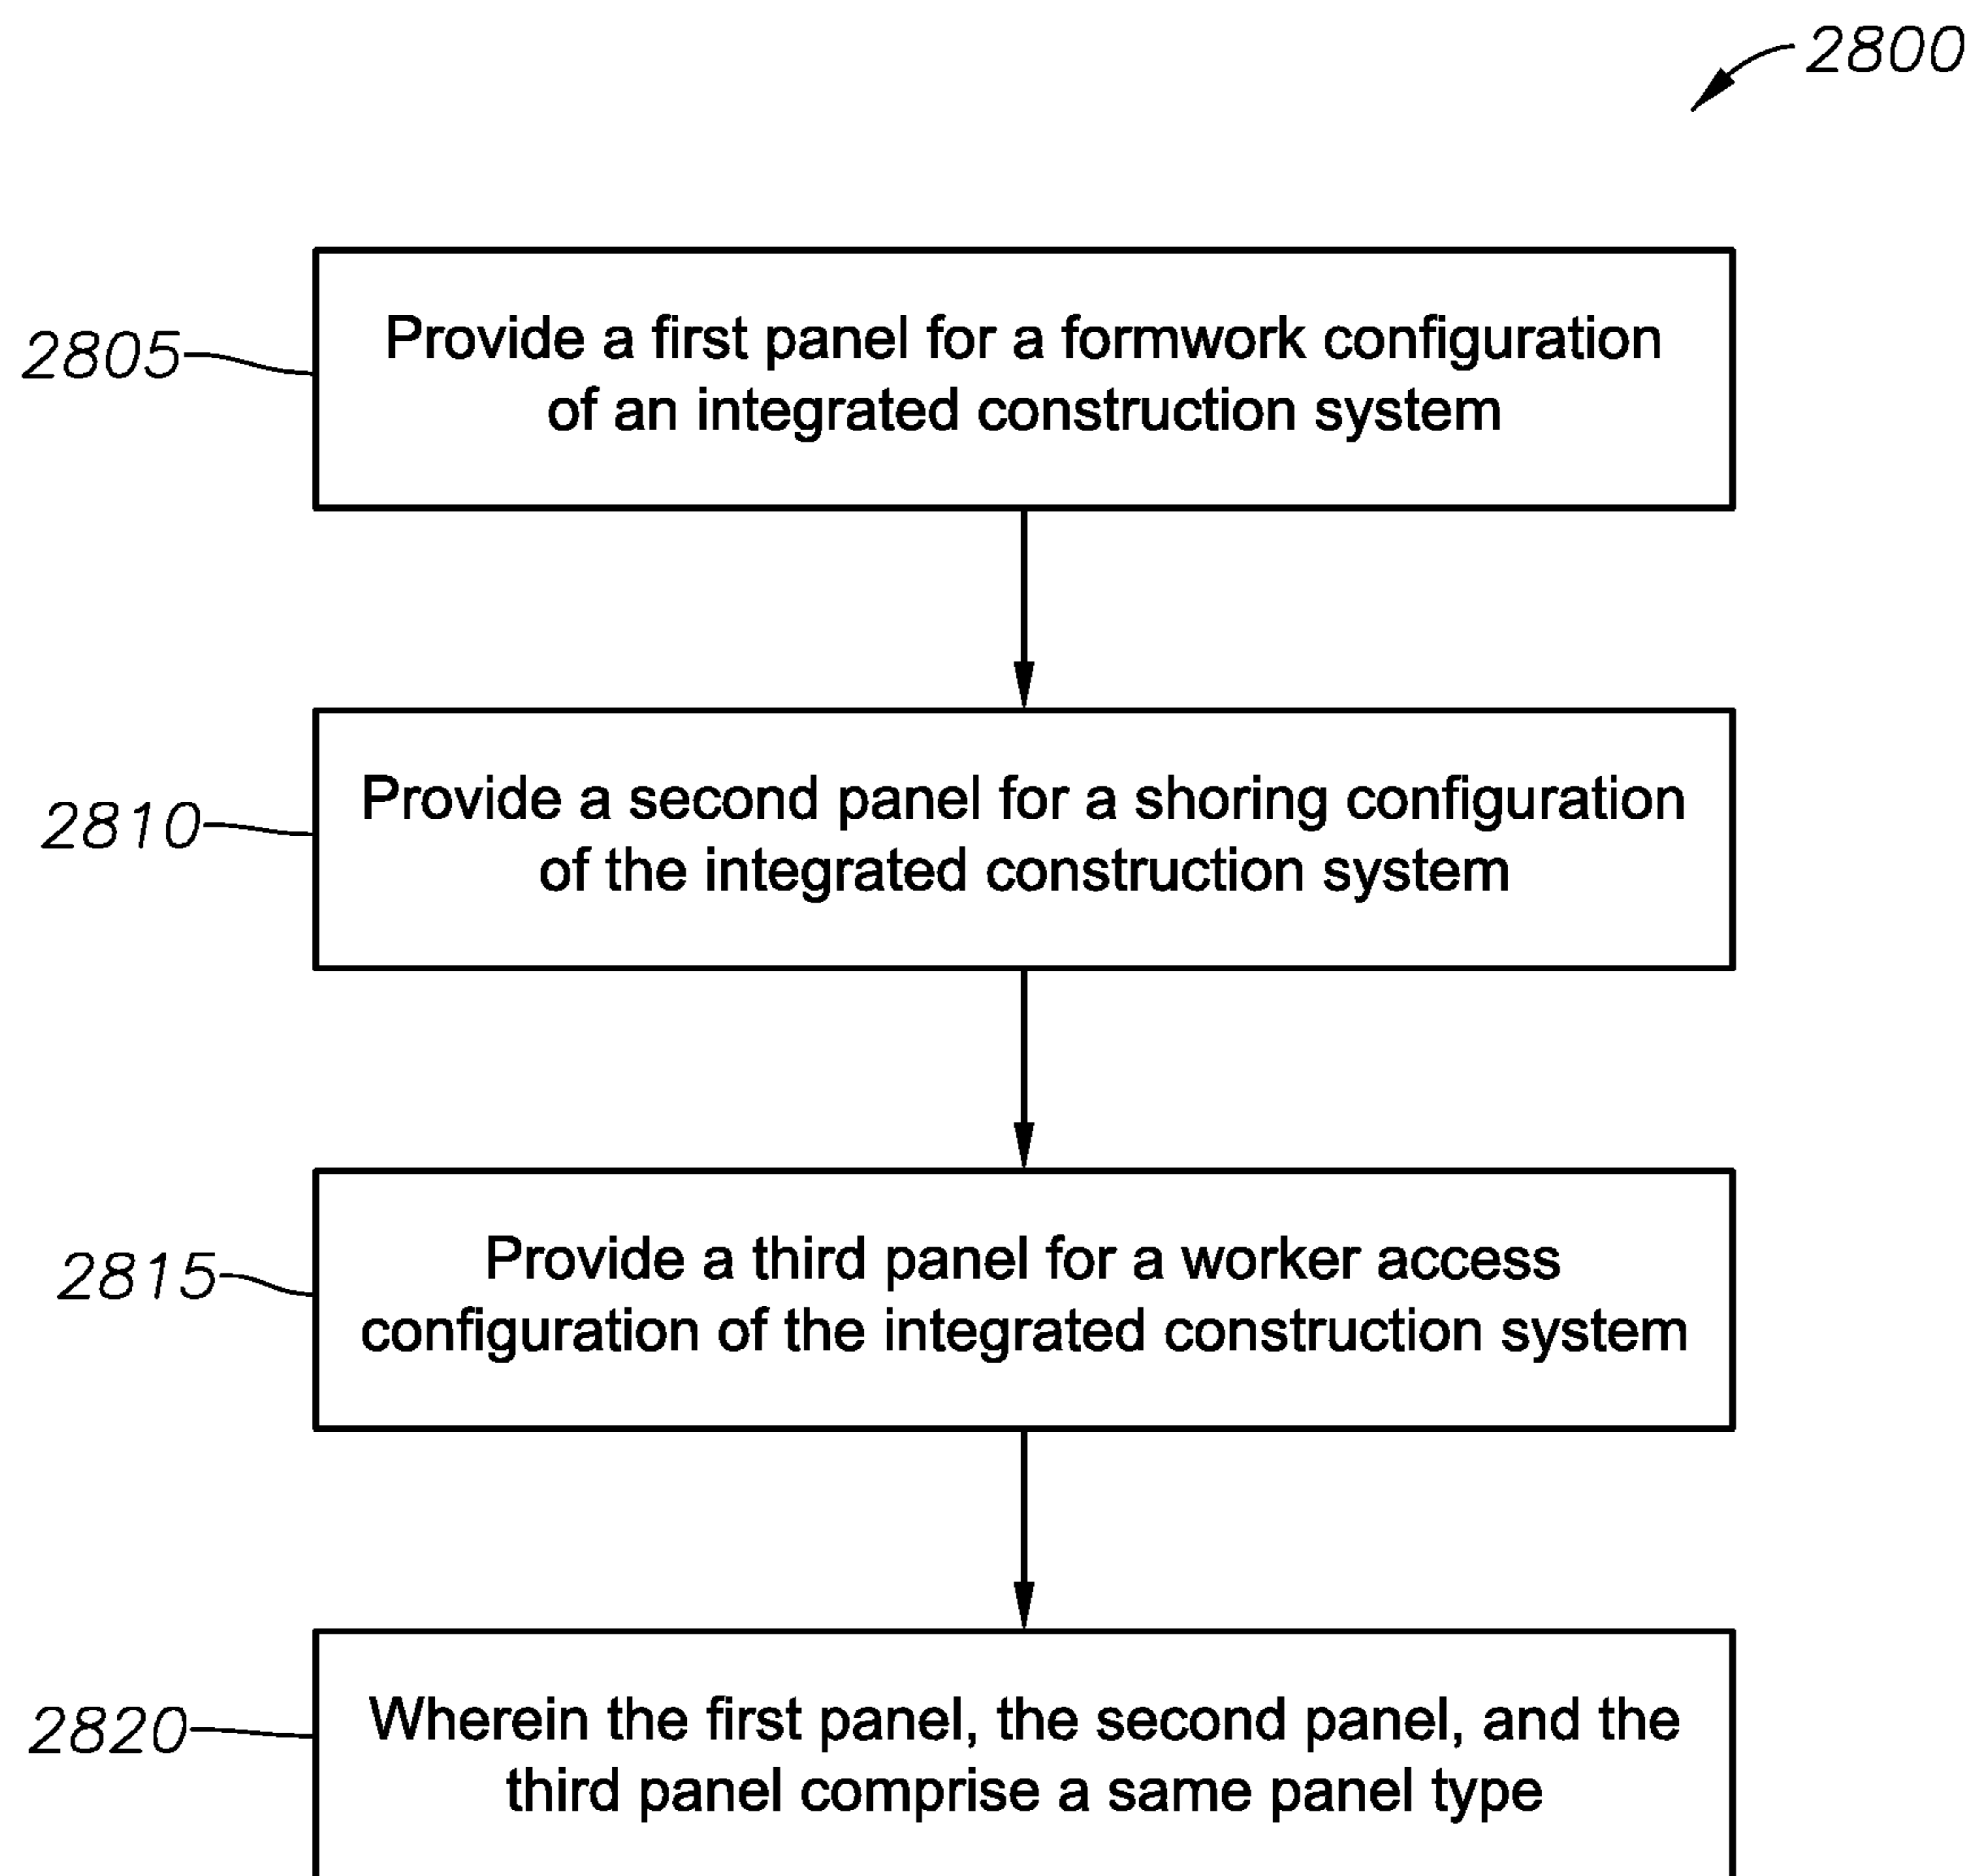 2800
2805
Provide a first panel for a formwork configuration
of an integrated construction system
2810
Provide a second panel for a shoring configuration
of the integrated construction system
2815
Provide a third panel for a worker access
configuration of the integrated construction system
2820
Wherein the first panel, the second panel, and the
third panel comprise a same panel type